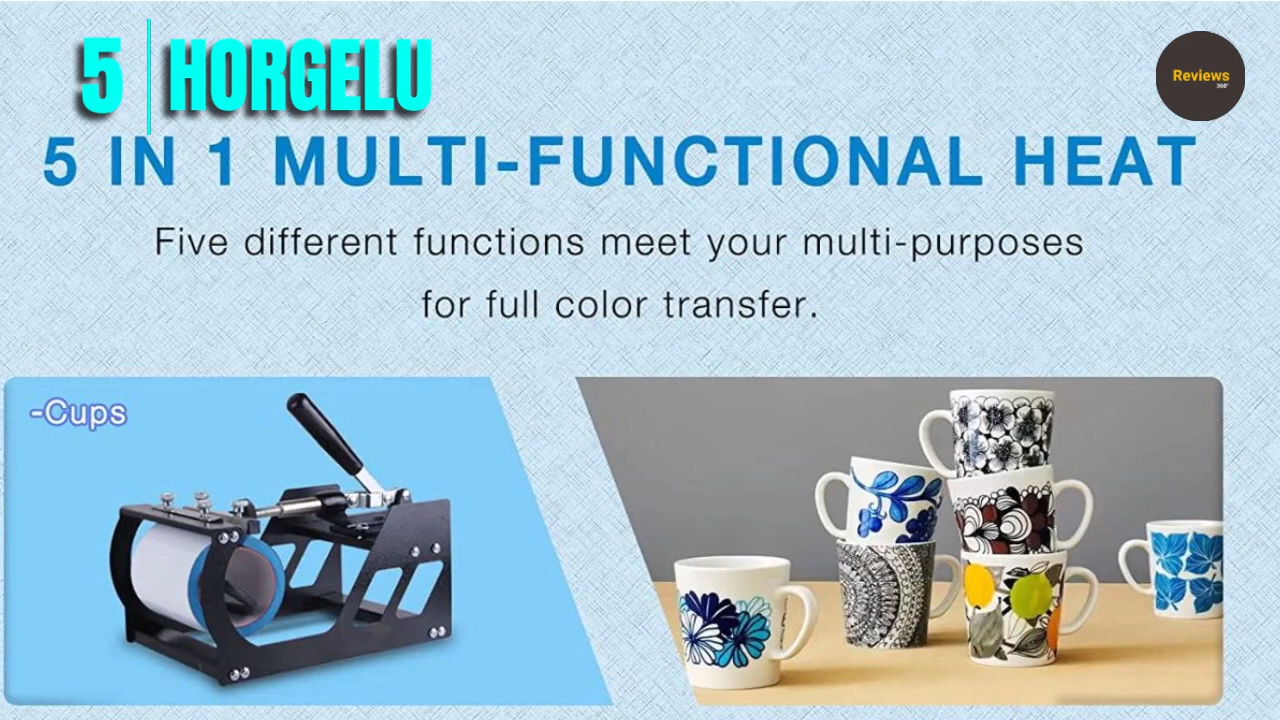 5 HORGELU
Reviews
360°
5 IN 1 MULTI-FUNCTIONAL HEAT
Five different functions meet your multi-purposes
for full color transfer.
-Cups